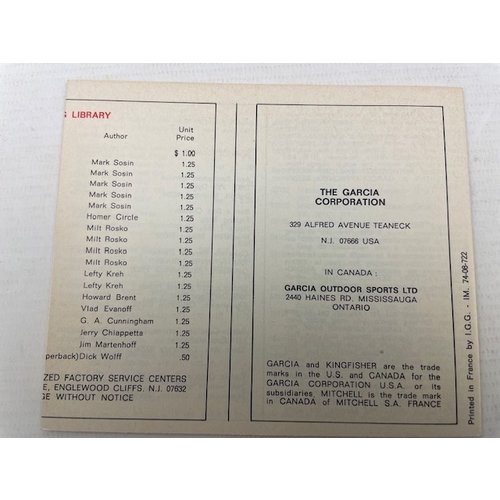 G LIBRARY
Author Unit Price
$ 1.00
Mark Sosin 1.25
Mark Sosin 1.25
Mark Sosin 1.25
Mark Sosin 1.25
Mark Sosin 1.25
Homer Circle 1.25
Milt Rosko 1.25
Milt Rosko 1.25
Milt Rosko 1.25
Milt Rosko 1.25
Lefty Kreh 1.25
Lefty Kreh 1.25
Howard Brent 1.25
Vlad Evanoff 1.25
G. A. Cunningham 1.25
Jerry Chiappetta 1.25
Jim Martenhoff 1.25
aperback) Dick Wolff .50
ZED FACTORY SERVICE CENTERS
E, ENGLEWOOD CLIFFS. N.J. 07632
GE WITHOUT NOTICE
THE GARCIA
CORPORATION
329 ALFRED AVENUE TEANECK
N.J. 07666 USA
IN CANADA :
GARCIA OUTDOOR SPORTS LTD
2440 HAINES RD. MISSISSAUGA
ONTARIO
GARCIA and KINGFISHER are the trade
marks in the U.S. and CANADA for the
GARCIA CORPORATION U.S.A. or its
subsidiaries, MITCHELL is the trade mark
in CANADA of MITCHELL S.A. FRANCE
Printed in France by I.G.G. - IM. 74-06-722